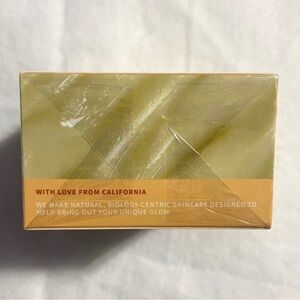 WITH LOVE FROM CALIFORNIA
WE MAKE NATURAL, BIOLOGY-CENTRIC SKINCARE DESIGNED TO
HELP BRING OUT YOUR UNIQUE GLOW